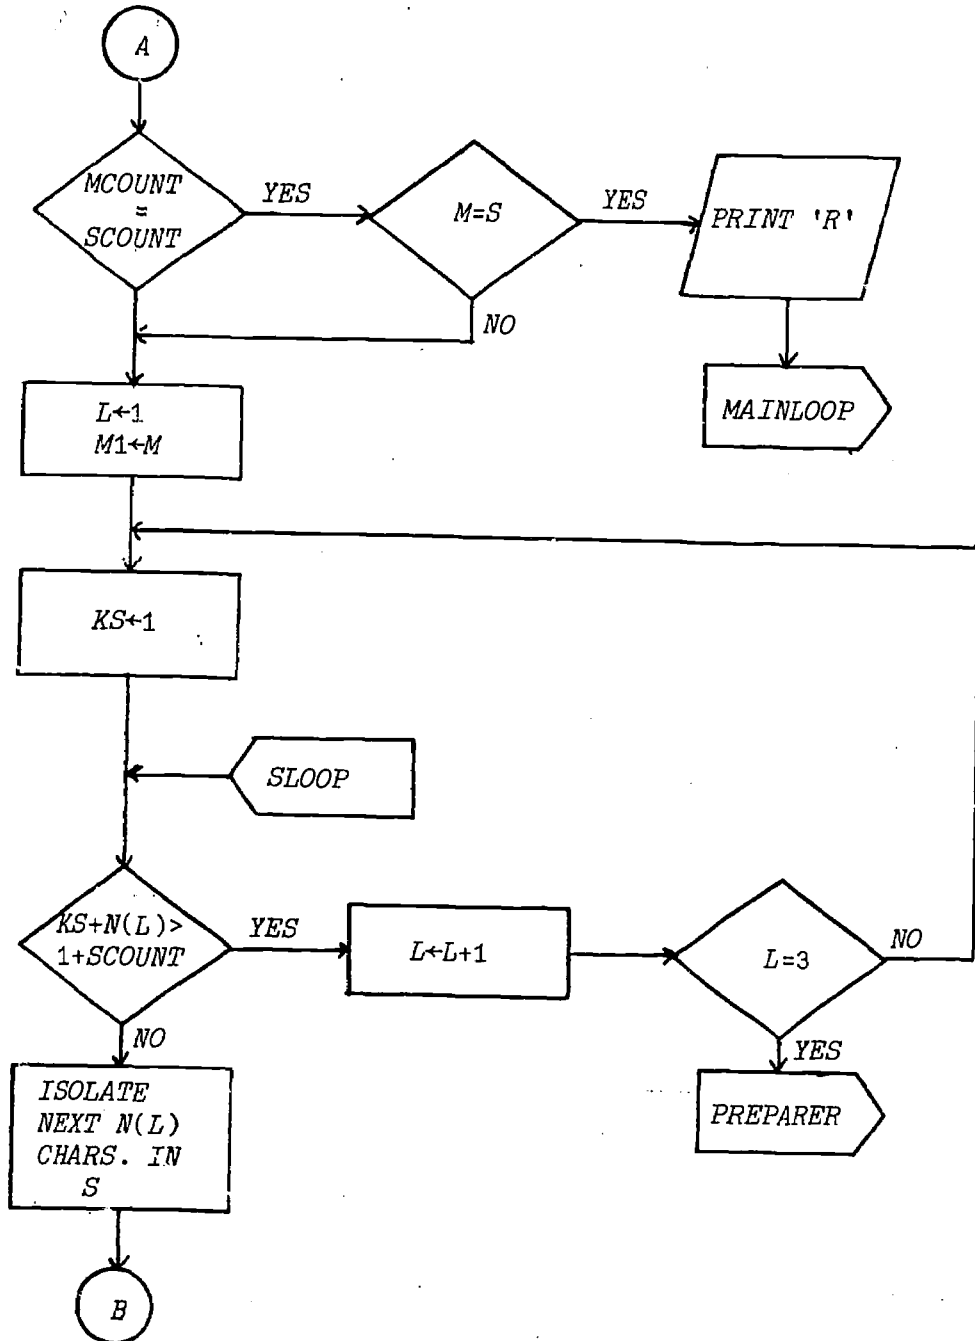 A
MCOUNT
=
SCOUNT
YES
M=S
YES
PRINT 'R'
NO
MAINLOOP
L←1
M1←M
KS←1
SLOOP
KS+N(L)>
1+SCOUNT
YES
L←L+1
L=3
NO
NO
YES
PREPARER
ISOLATE
NEXT N(L)
CHARS. IN
S
B